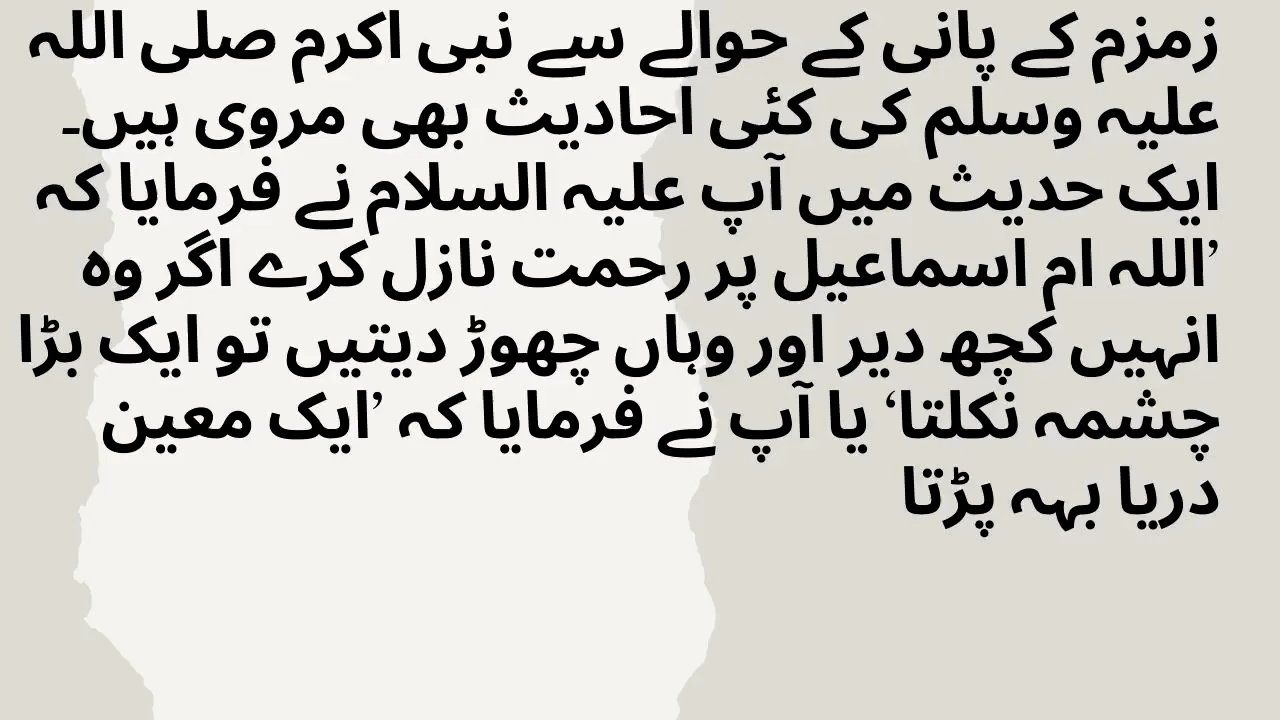 زمزم کے پانی کے حوالے سے نبی اکرم صلی اللہ
علیہ وسلم کی کئی احادیث بھی مروی ہیں۔
ایک حدیث میں آپ علیہ السلام نے فرمایا کہ
’اللہ ام اسماعیل پر رحمت نازل کرے اگر وہ
انہیں کچھ دیر اور وہاں چھوڑ دیتیں تو ایک بڑا
چشمہ نکلتا‘ یا آپ نے فرمایا کہ ’ایک معین
دریا بہہ پڑتا